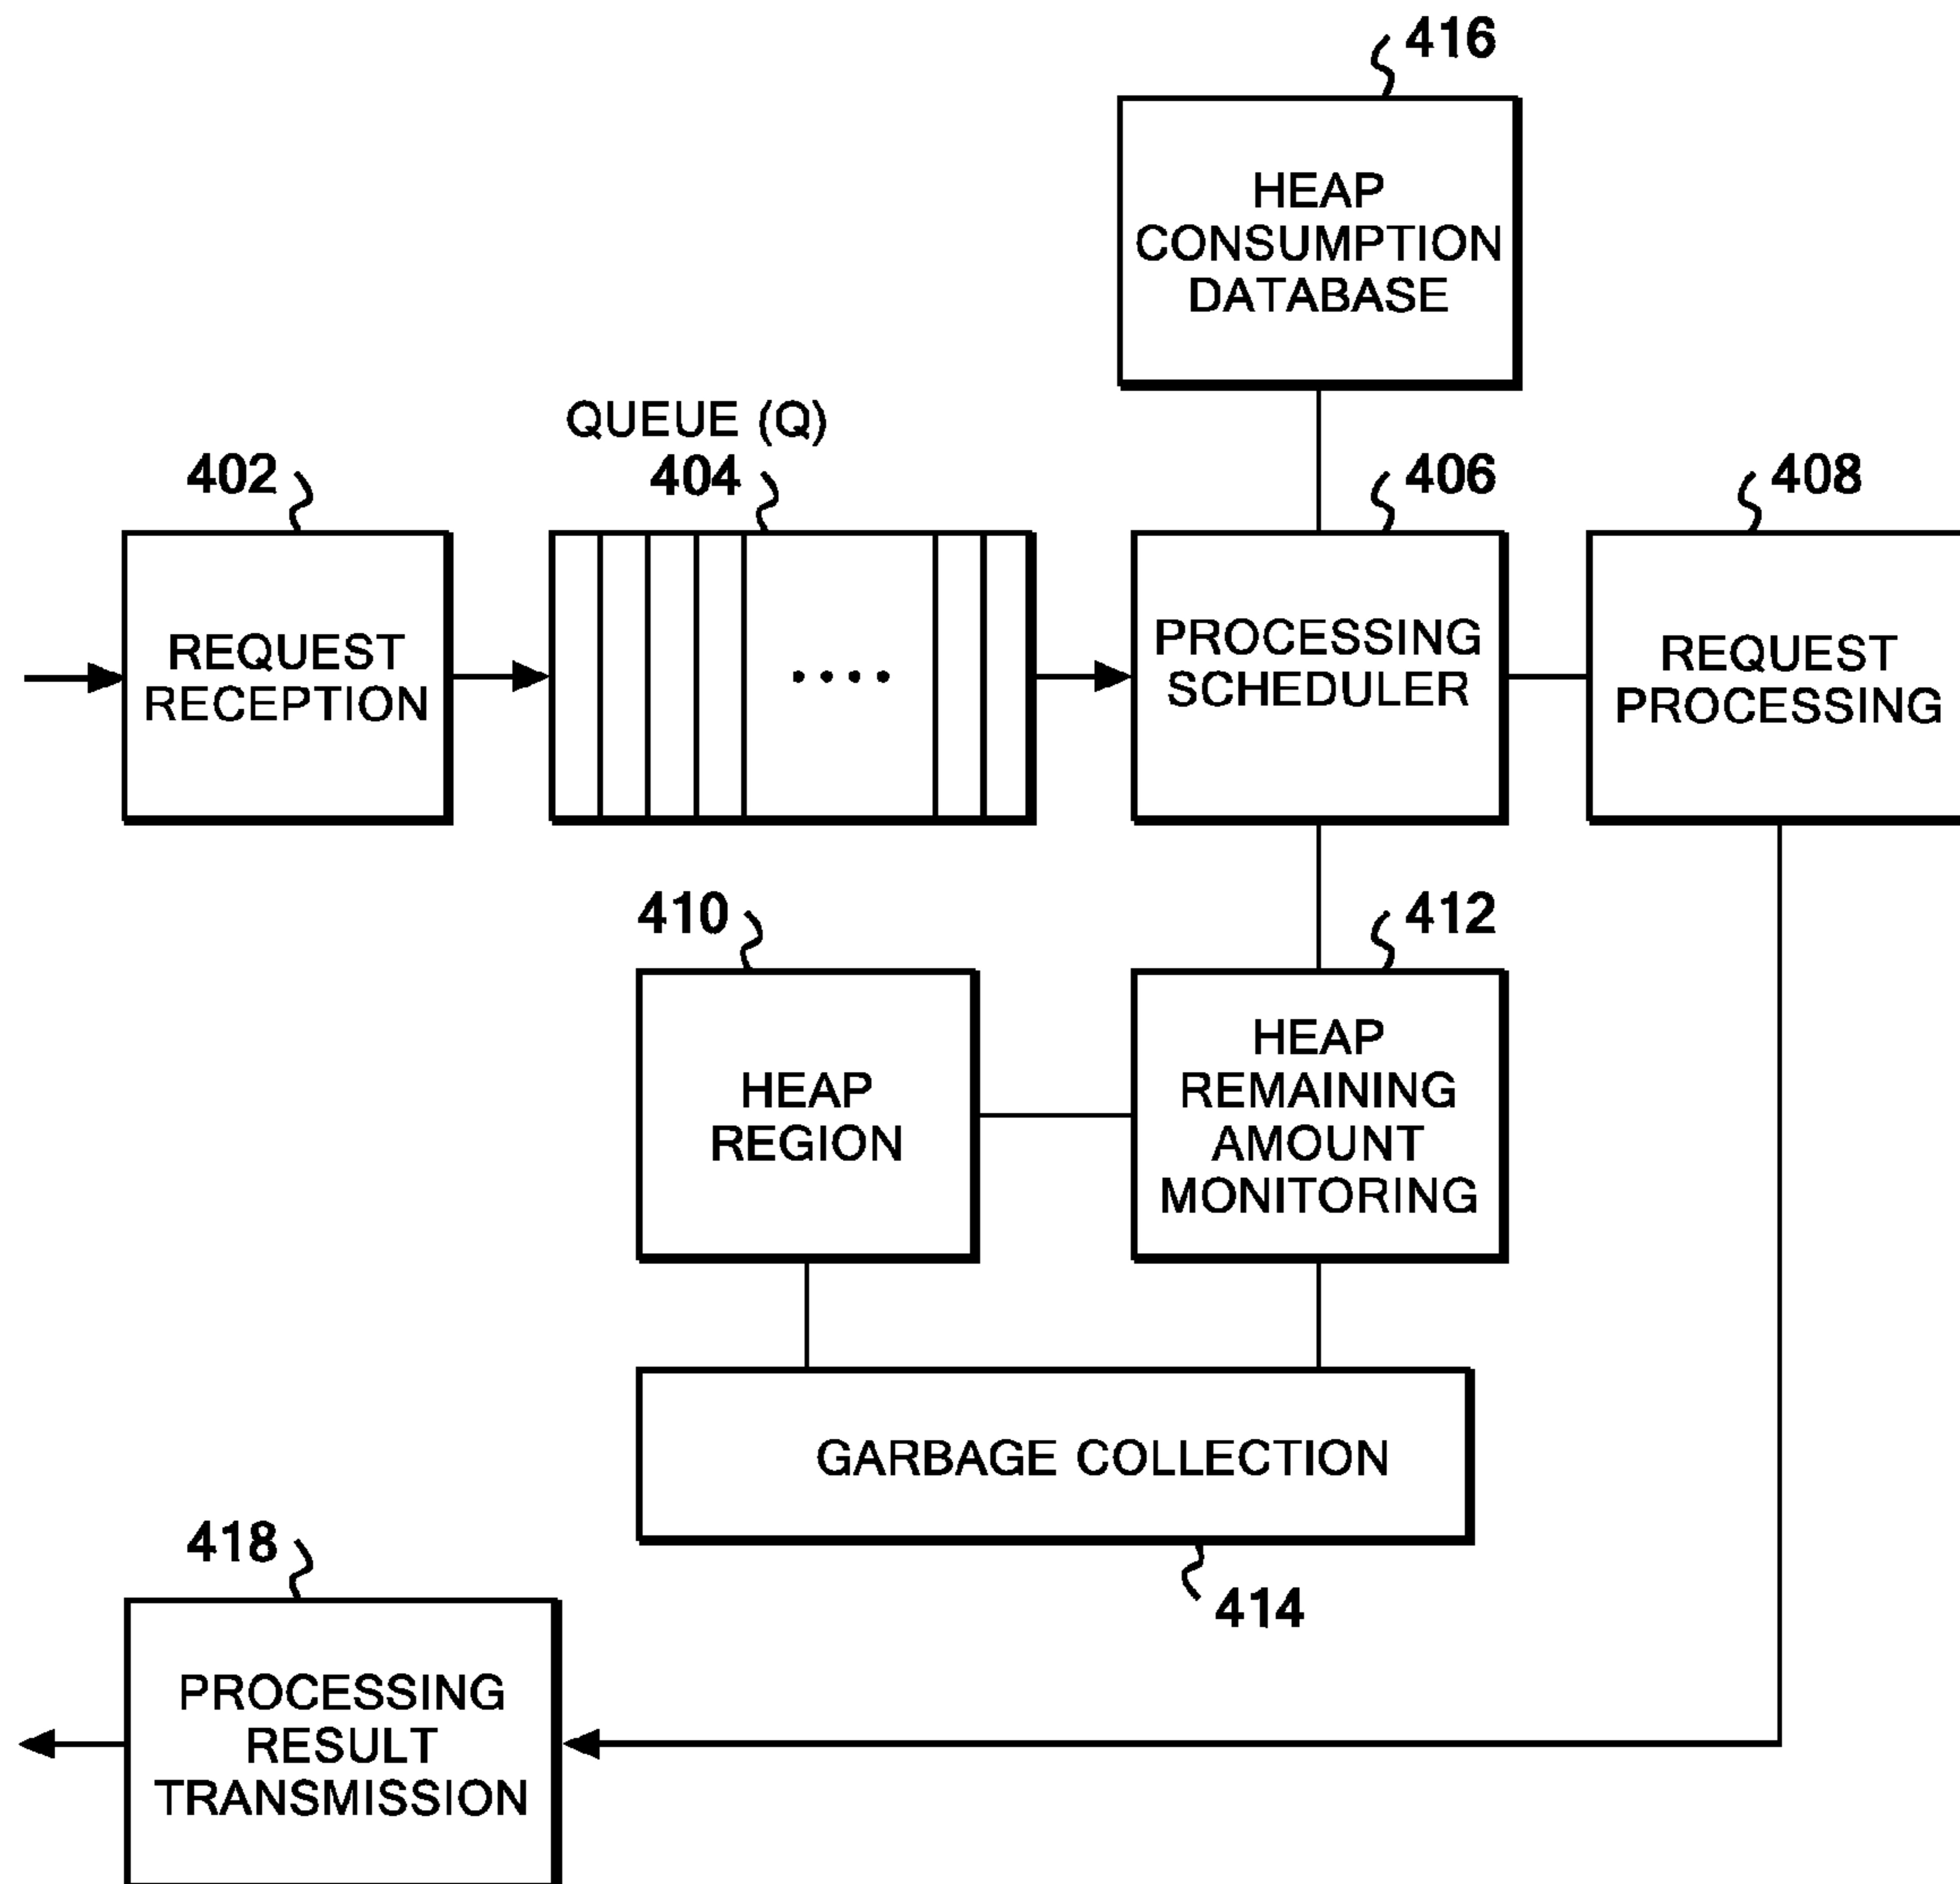 416
HEAP
CONSUMPTION
DATABASE
QUEUE (Q)
402
404
406
408
REQUEST
RECEPTION
....
PROCESSING
SCHEDULER
REQUEST
PROCESSING
410
412
HEAP
REGION
HEAP
REMAINING
AMOUNT
MONITORING
GARBAGE COLLECTION
414
418
PROCESSING
RESULT
TRANSMISSION